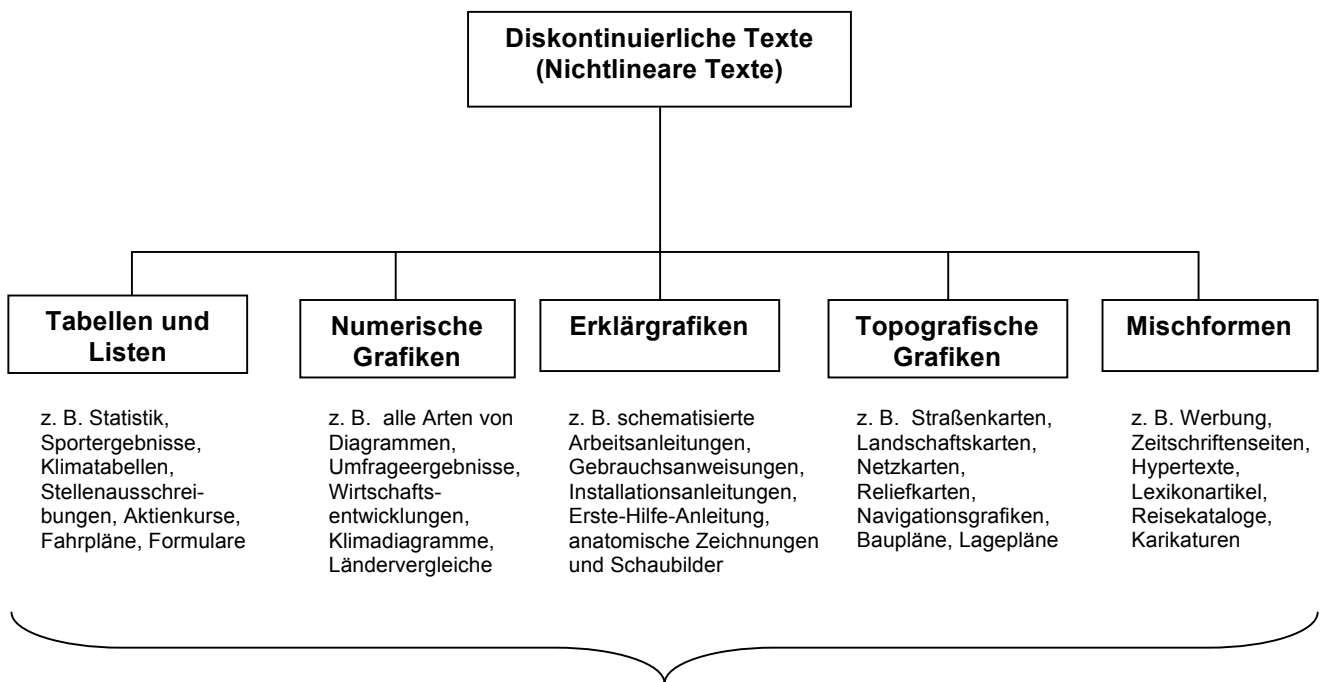 Diskontinuierliche Texte
(Nichtlineare Texte)
Tabellen und
Listen
z. B. Statistik,
Sportergebnisse,
Klimatabellen,
Stellenausschrei-
bungen, Aktienkurse,
Fahrpläne, Formulare
Numerische
Grafiken
z. B. alle Arten von
Diagrammen,
Umfrageergebnisse,
Wirtschafts-
entwicklungen,
Klimadiagramme,
Ländervergleiche
Erklärgrafiken
z. B. schematisierte
Arbeitsanleitungen,
Gebrauchsanweisungen,
Installationsanleitungen,
Erste-Hilfe-Anleitung,
anatomische Zeichnungen
und Schaubilder
Topografische
Grafiken
z. B. Straßenkarten,
Landschaftskarten,
Netzkarten,
Reliefkarten,
Navigationsgrafiken,
Baupläne, Lagepläne
Mischformen
z. B. Werbung,
Zeitschriftenseiten,
Hypertexte,
Lexikonartikel,
Reisekataloge,
Karikaturen